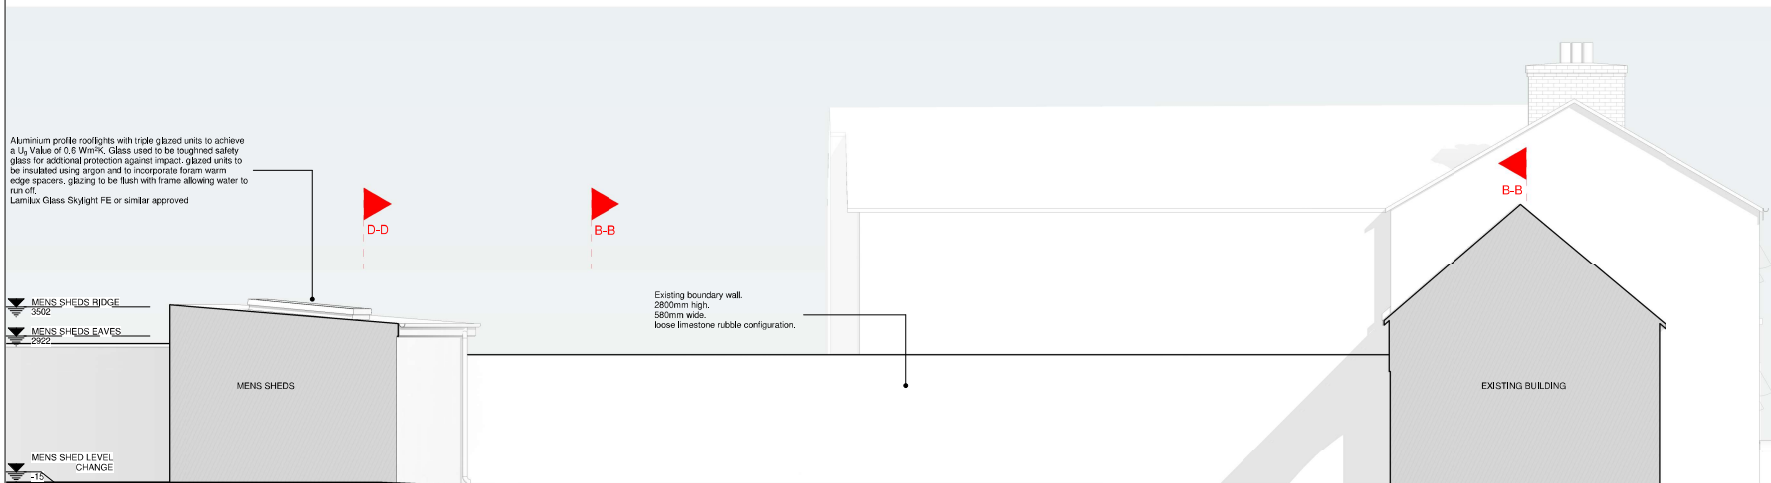 Aluminium profile rooflights with triple glazed units to achieve
a Ug Value of 0.6 Wm²K. Glass used to be toughned safety
glass for addtional protection against impact. glazed units to
be insulated using argon and to incorporate foram warm
edge spacers. glazing to be flush with frame allowing water to
run off.
Lamilux Glass Skylight FE or similar approved
D-D
B-B
B-B
MENS SHEDS RIDGE
3502
MENS SHEDS EAVES
2922
Existing boundary wall.
2800mm high.
580mm wide.
loose limestone rubble configuration.
MENS SHEDS
EXISTING BUILDING
MENS SHED LEVEL
CHANGE
-15